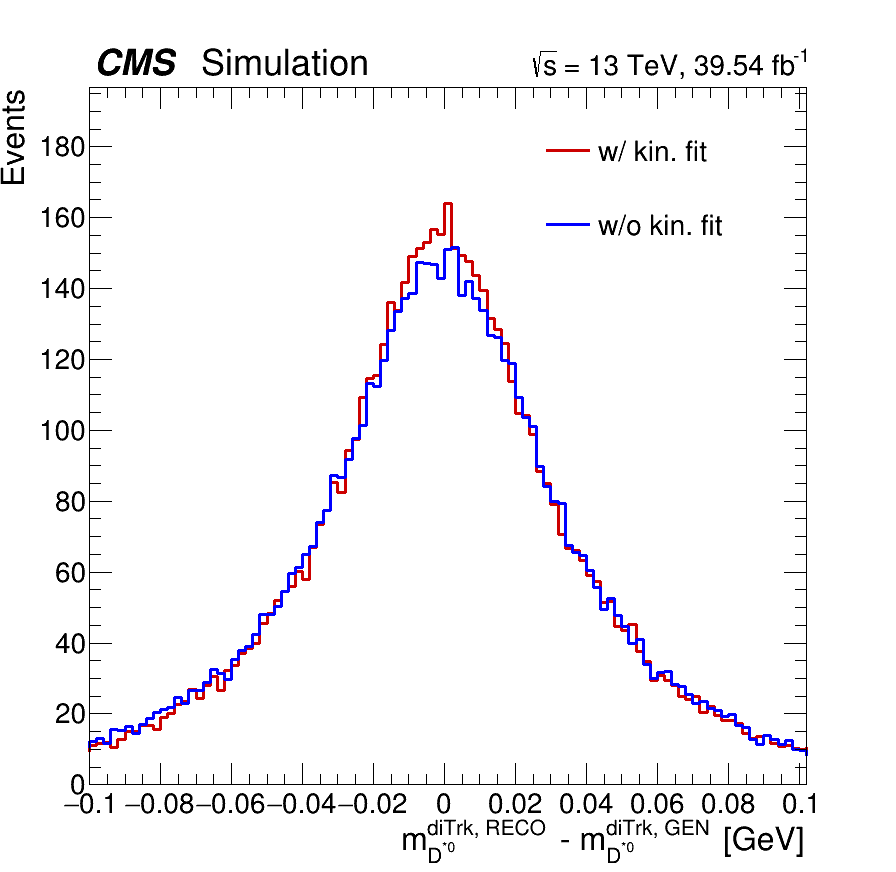 CMS Simulation √s = 13 TeV, 39.54 fb⁻¹
Events
w/ kin. fit
w/o kin. fit
180
160
140
120
100
80
60
40
20
0
−0.1 −0.08 −0.06 −0.04 −0.02 0 0.02 0.04 0.06 0.08 0.1
m_{D^{*0}}^{diTrk, RECO} - m_{D^{*0}}^{diTrk, GEN} [GeV]